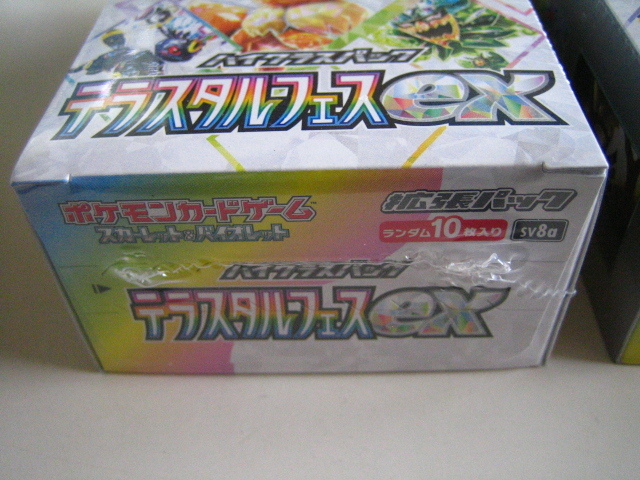 ハイクラスパック
テラスタルフェスex
ポケモンカードゲーム
スカーレット&バイオレット
拡張パック
ランダム10枚入り
sv8a
ハイクラスパック
テラスタルフェスex